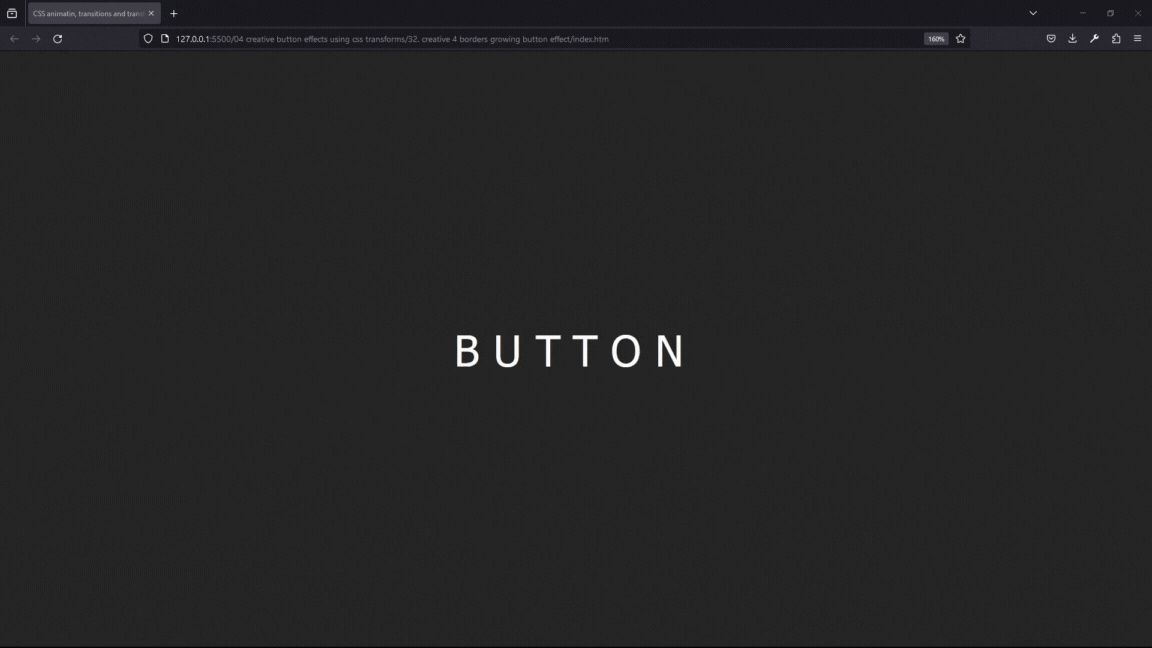 CSS animatin, transitions and trans
127.0.0.1:5500/04 creative button effects using css transforms/32. creative 4 borders growing button effect/index.htm
160%
BUTTON